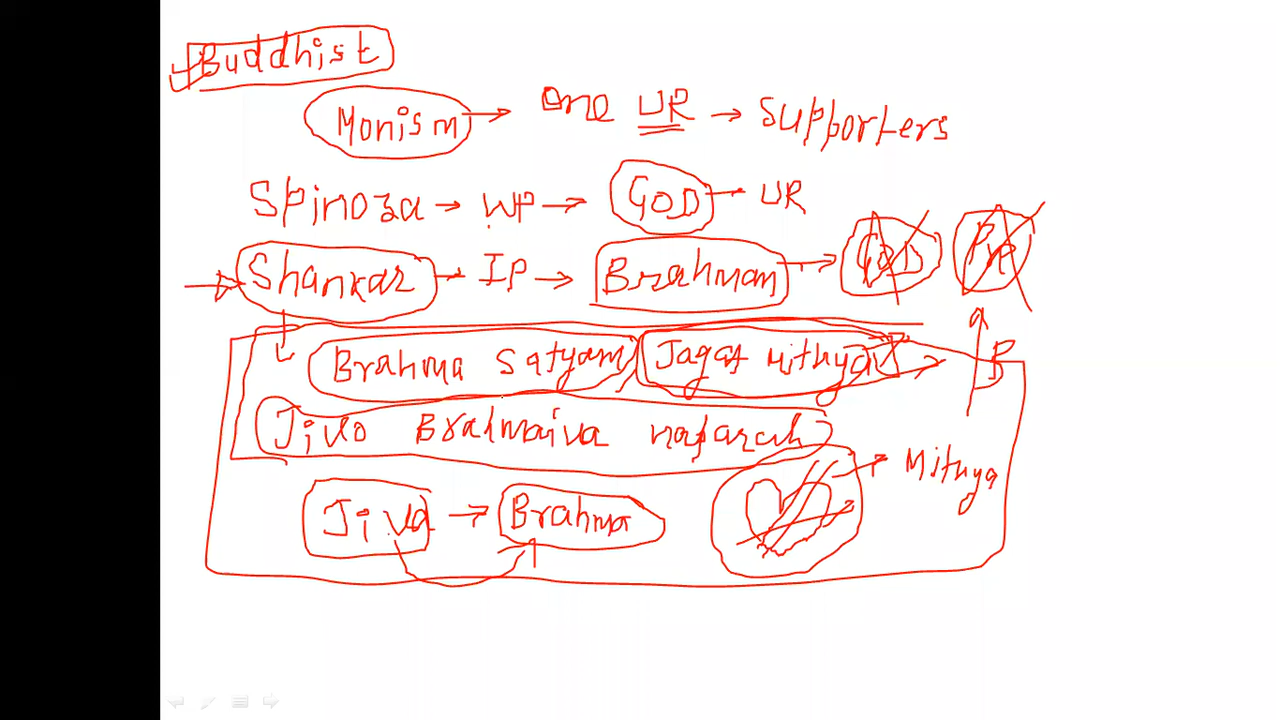 Buddhist
Monism → one UR → Supporters
Spinoza → WP → GOD — UR
Shankar — IP → Brahman → GOD
Brahma Satyam Jagat Mithya → B
Jivo Brahmaiva naparah
Mithya
Jiva → Brahma